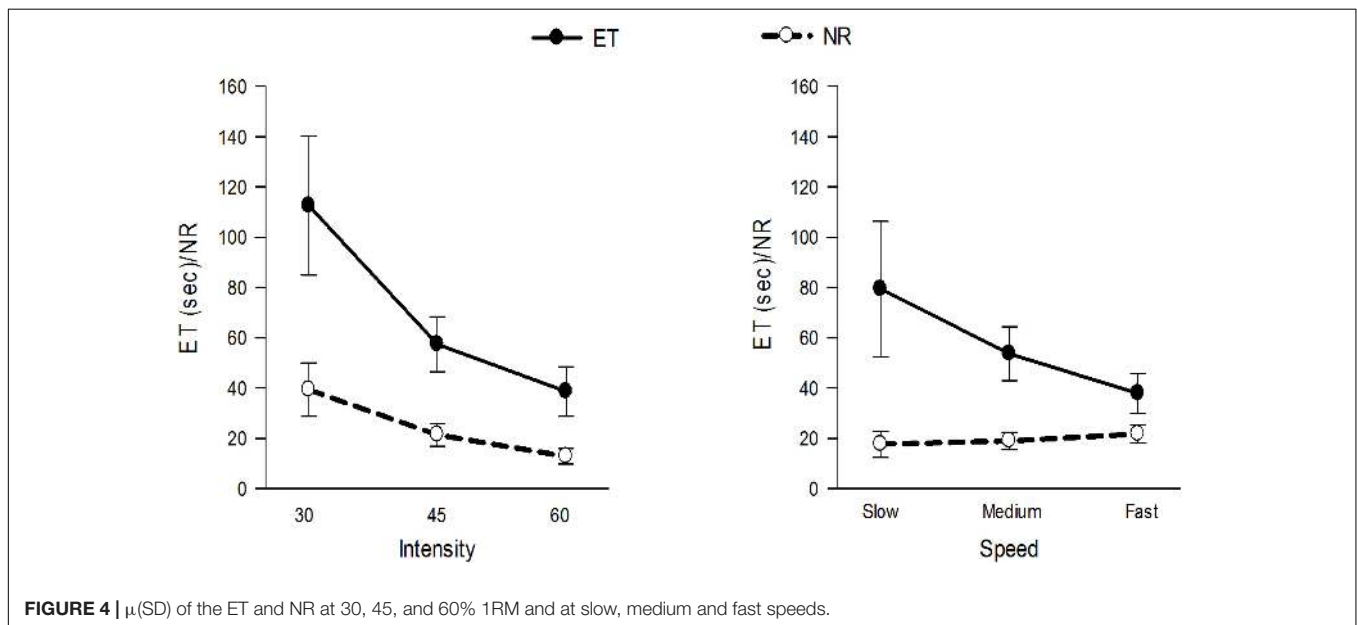 ET
NR
160
140
120
100
80
60
40
20
0
ET (sec)/NR
30
45
60
Intensity
160
140
120
100
80
60
40
20
0
ET (sec)/NR
Slow
Medium
Fast
Speed
FIGURE 4 | μ(SD) of the ET and NR at 30, 45, and 60% 1RM and at slow, medium and fast speeds.